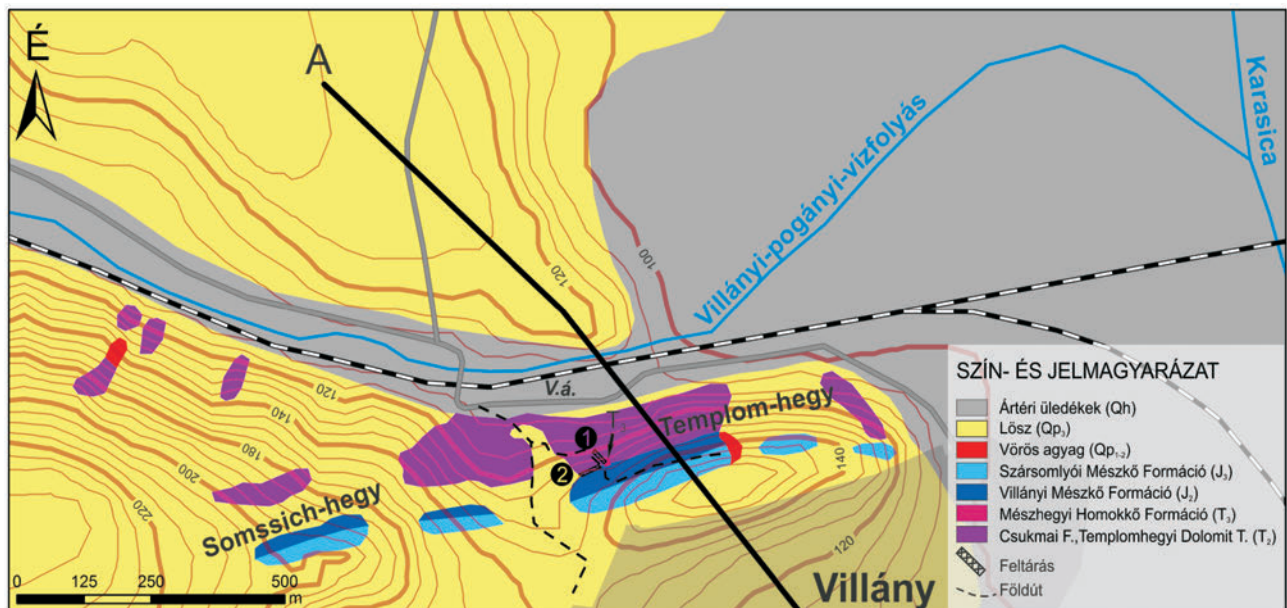 É
A
Karasica
Villányi-pogányi-vízfolyás
120
100
V.á.
T₃
Templom-hegy
1
2
120
140
200
180
220
Somssich-hegy
140
120
Villány
0 125 250 500
m
SZÍN- ÉS JELMAGYARÁZAT
Ártéri üledékek (Qh)
Lösz (Qp₃)
Vörös agyag (Qp₁₋₂)
Szársomlyói Mészkő Formáció (J₃)
Villányi Mészkő Formáció (J₂)
Mészhegyi Homokkő Formáció (T₃)
Csukmai F.,Templomhegyi Dolomit T. (T₂)
Feltárás
Földút